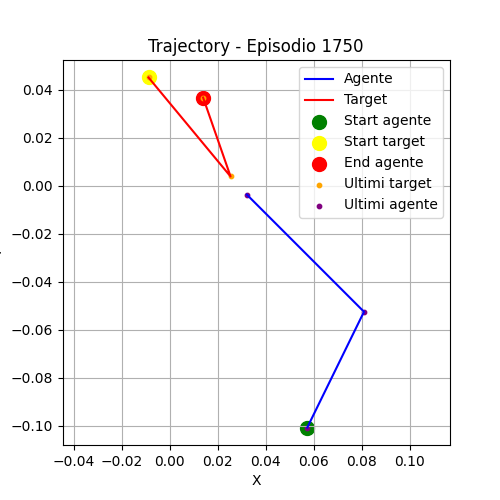 Trajectory - Episodio 1750
Agente
Target
Start agente
Start target
End agente
Ultimi target
Ultimi agente
0.04
0.02
0.00
−0.02
−0.04
−0.06
−0.08
−0.10
−0.04
−0.02
0.00
0.02
0.04
0.06
0.08
0.10
X